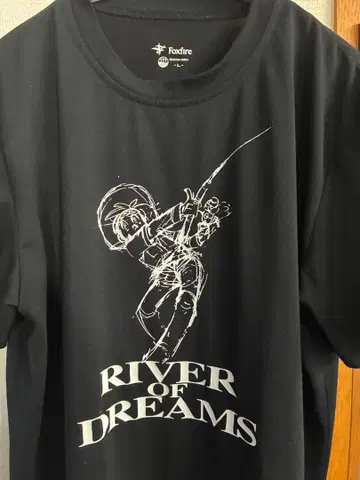 Foxfire
- L -
RIVER
OF
DREAMS